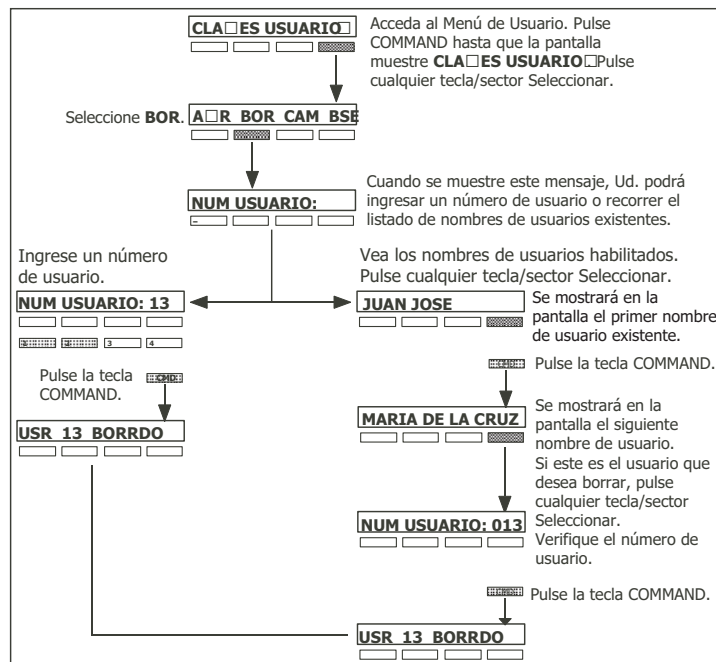 CLA□ES USUARIO□
Acceda al Menú de Usuario. Pulse
COMMAND hasta que la pantalla
muestre CLA□ES USUARIO□Pulse
cualquier tecla/sector Seleccionar.
Seleccione BOR.
A□R BOR CAM BSE
NUM USUARIO:
–
Cuando se muestre este mensaje, Ud. podrá
ingresar un número de usuario o recorrer el
listado de nombres de usuarios existentes.
Ingrese un número
de usuario.
NUM USUARIO: 13
3 4
Pulse la tecla
COMMAND.
CMD
USR 13 BORRDO
Vea los nombres de usuarios habilitados.
Pulse cualquier tecla/sector Seleccionar.
JUAN JOSE
Se mostrará en la
pantalla el primer nombre
de usuario existente.
CMD
Pulse la tecla COMMAND.
MARIA DE LA CRUZ
Se mostrará en la
pantalla el siguiente
nombre de usuario.
Si este es el usuario que
desea borrar, pulse
cualquier tecla/sector
Seleccionar.
NUM USUARIO: 013
Verifique el número de
usuario.
CMD
Pulse la tecla COMMAND.
USR 13 BORRDO